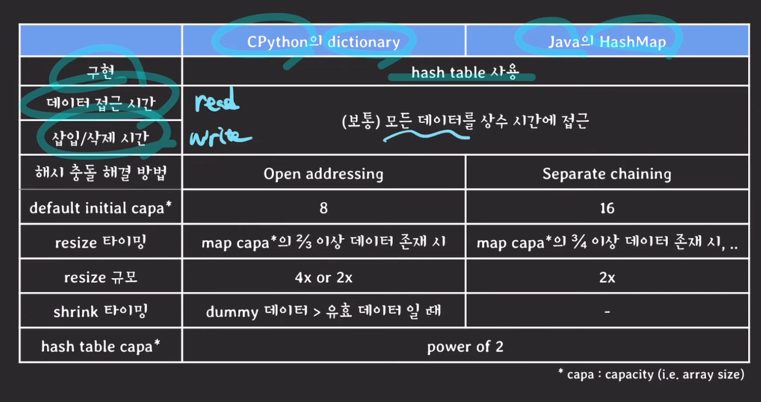 CPython의 dictionary Java의 HashMap
구현 hash table 사용
데이터 접근 시간 read
(보통) 모든 데이터를 상수 시간에 접근
삽입/삭제 시간 write
해시 충돌 해결 방법 Open addressing Separate chaining
default initial capa* 8 16
resize 타이밍 map capa*의 ⅔ 이상 데이터 존재 시 map capa*의 ¾ 이상 데이터 존재 시, ..
resize 규모 4x or 2x 2x
shrink 타이밍 dummy 데이터 > 유효 데이터 일 때 -
hash table capa* power of 2
* capa : capacity (i.e. array size)